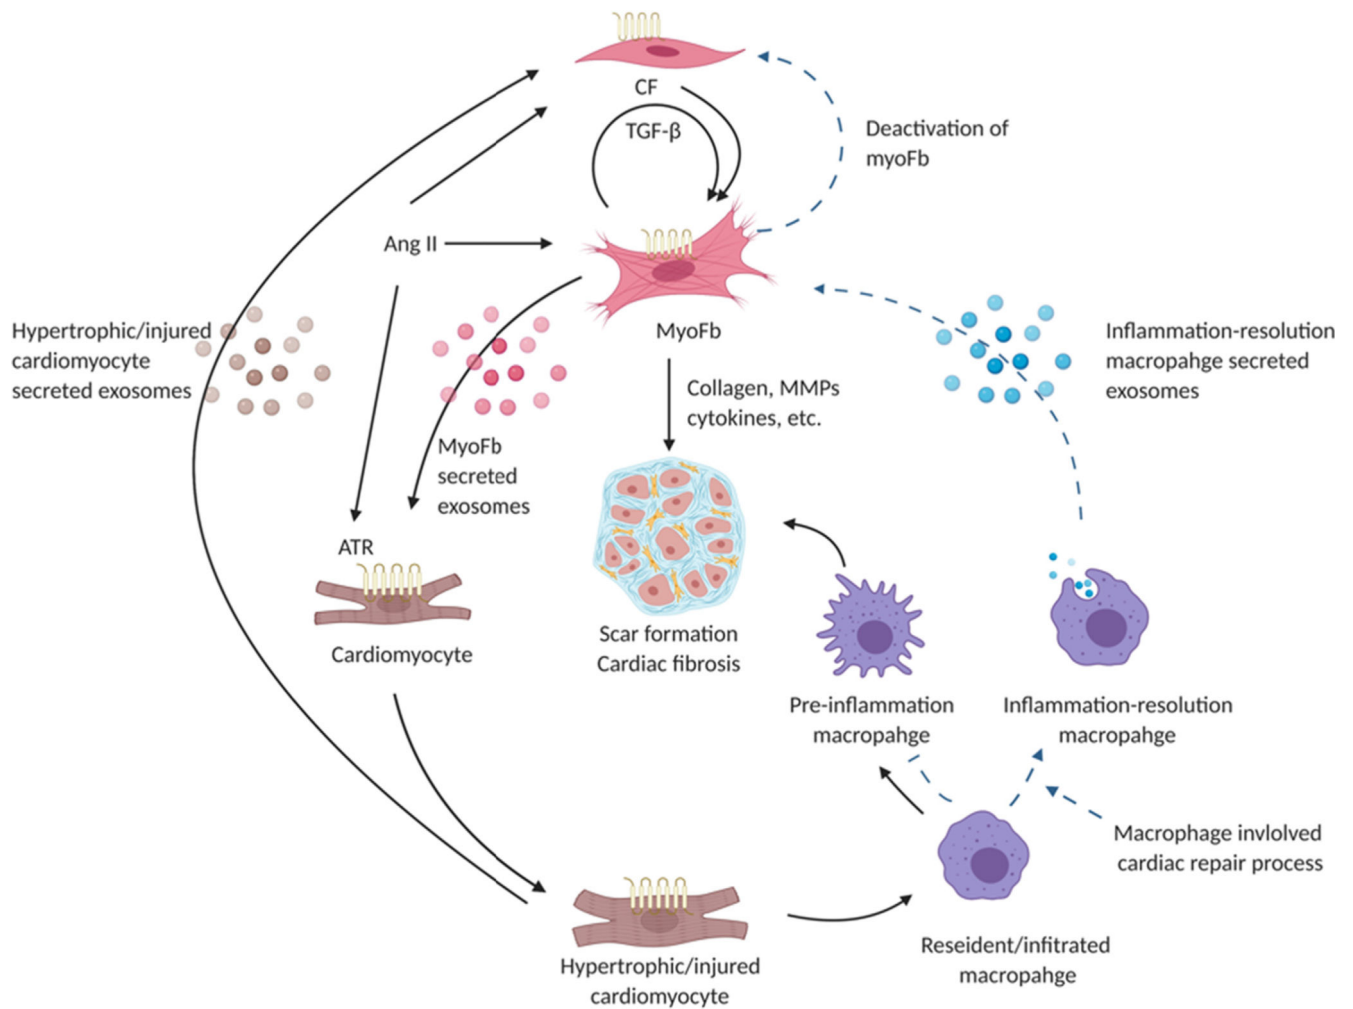 CF
TGF-β
Deactivation of
myoFb
Ang II
MyoFb
Hypertrophic/injured
cardiomyocyte
secreted exosomes
Inflammation-resolution
macropahge secreted
exosomes
Collagen, MMPs
cytokines, etc.
MyoFb
secreted
exosomes
ATR
Cardiomyocyte
Scar formation
Cardiac fibrosis
Pre-inflammation
macropahge
Inflammation-resolution
macropahge
Macrophage invlolved
cardiac repair process
Reseident/infitrated
macropahge
Hypertrophic/injured
cardiomyocyte